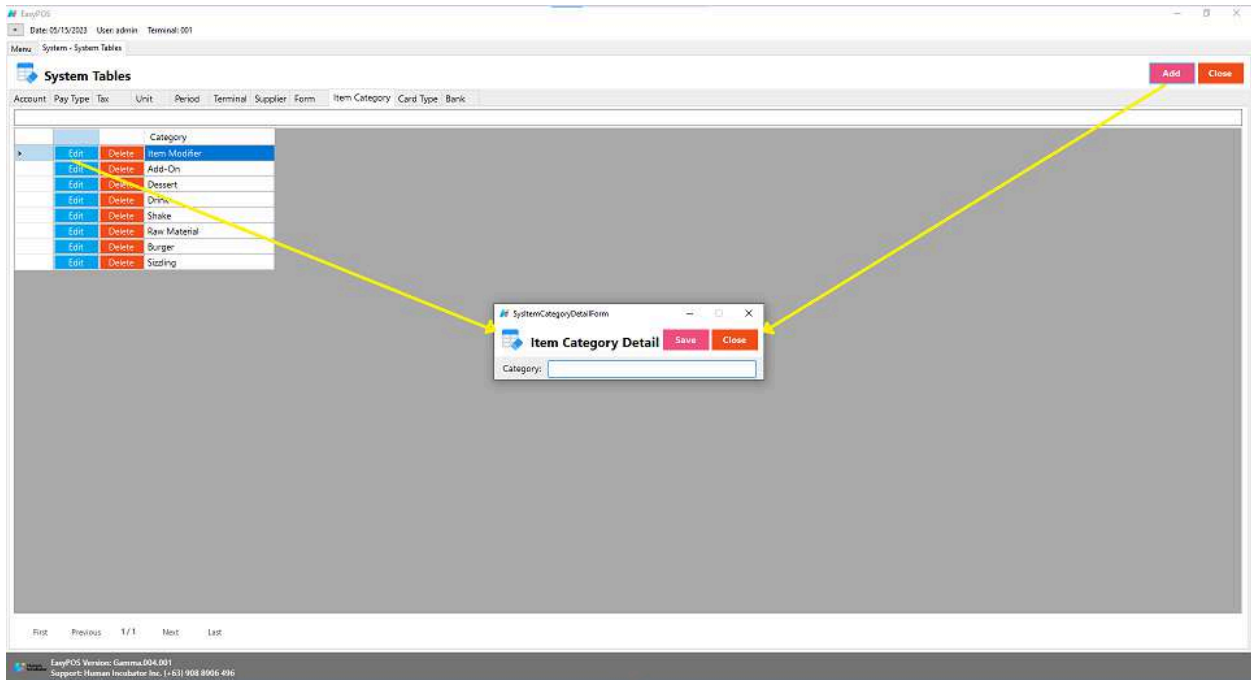 EasyPOS
Date: 05/15/2023 User: admin Terminal: 001
Menu System - System Tables
System Tables Add Close
Account Pay Type Tax Unit Period Terminal Supplier Form Item Category Card Type Bank
Category
Edit Delete Item Modifier
Edit Delete Add-On
Edit Delete Dessert
Edit Delete Drink
Edit Delete Shake
Edit Delete Raw Material
Edit Delete Burger
Edit Delete Sizzling
SysItemCategoryDetailForm
Item Category Detail Save Close
Category:
First Previous 1 / 1 Next Last
EasyPOS Version: Gamma.004.001
Support: Human Incubator Inc. (+63) 908 8906 496